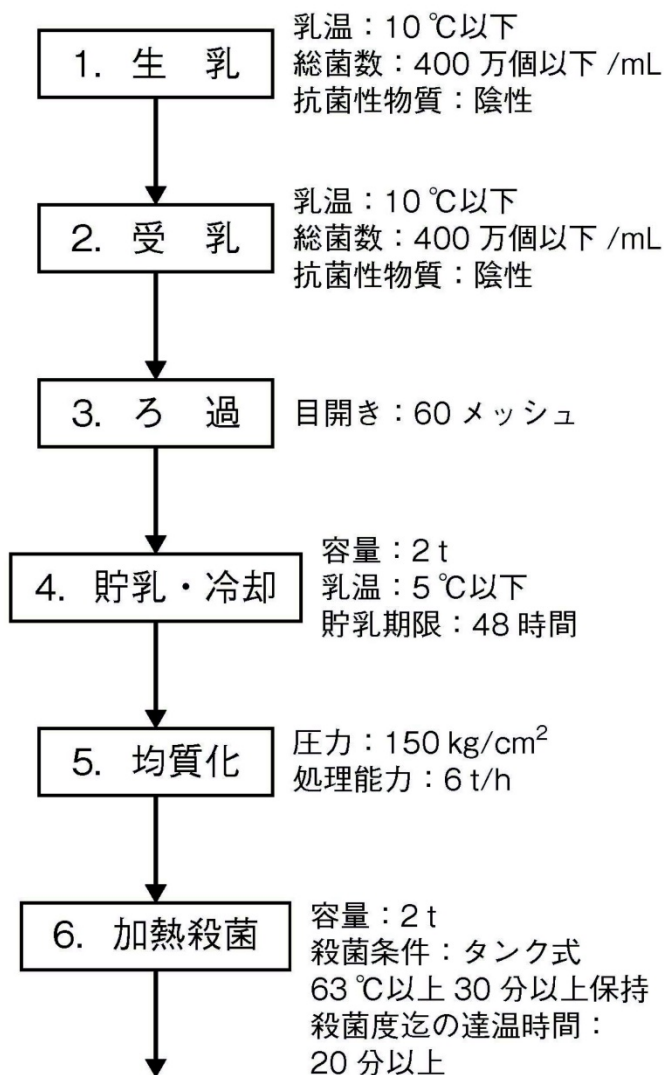 1. 生 乳
乳温：10 ℃以下
総菌数：400 万個以下 /mL
抗菌性物質：陰性
2. 受 乳
乳温：10 ℃以下
総菌数：400 万個以下 /mL
抗菌性物質：陰性
3. ろ 過
目開き：60 メッシュ
4. 貯乳・冷却
容量：2 t
乳温：5 ℃以下
貯乳期限：48 時間
5. 均質化
圧力：150 kg/cm²
処理能力：6 t/h
6. 加熱殺菌
容量：2 t
殺菌条件：タンク式
63 ℃以上 30 分以上保持
殺菌度迄の達温時間：
20 分以上